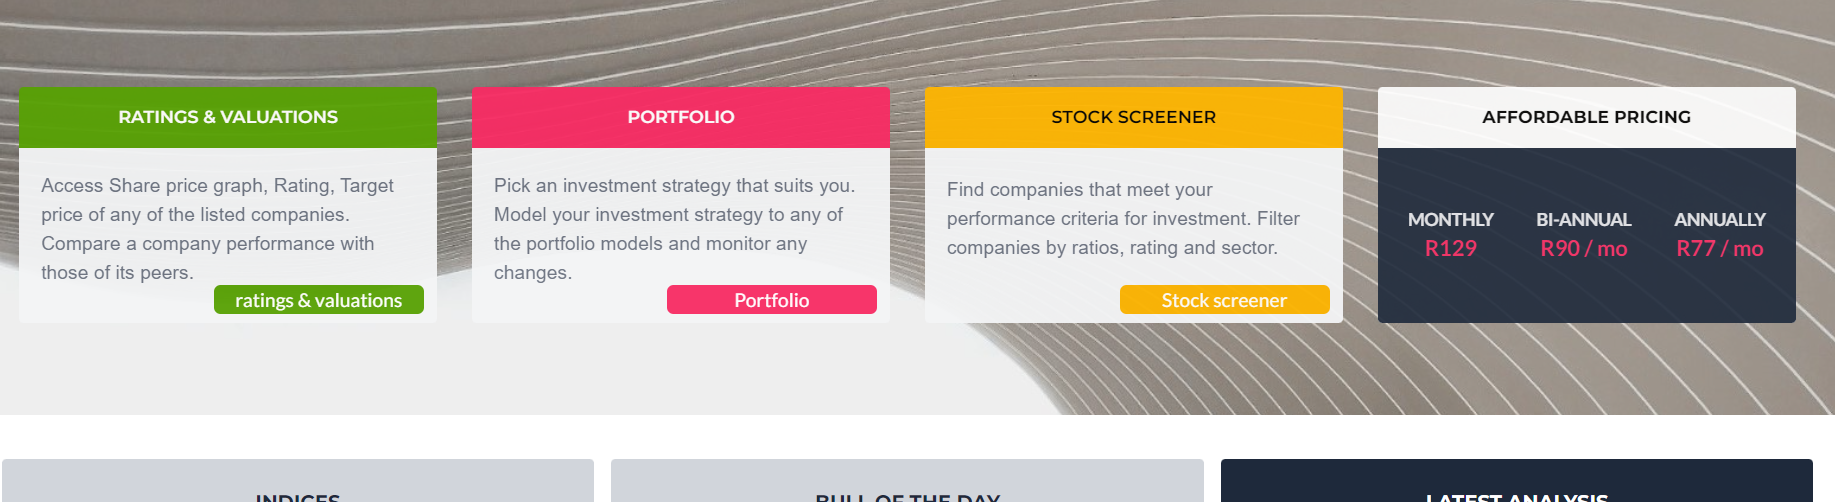 RATINGS & VALUATIONS
Access Share price graph, Rating, Target
price of any of the listed companies.
Compare a company performance with
those of its peers.
ratings & valuations
PORTFOLIO
Pick an investment strategy that suits you.
Model your investment strategy to any of
the portfolio models and monitor any
changes.
Portfolio
STOCK SCREENER
Find companies that meet your
performance criteria for investment. Filter
companies by ratios, rating and sector.
Stock screener
AFFORDABLE PRICING
MONTHLY BI-ANNUAL ANNUALLY
R129 R90 / mo R77 / mo
INDICES
BULL OF THE DAY
LATEST ANALYSIS